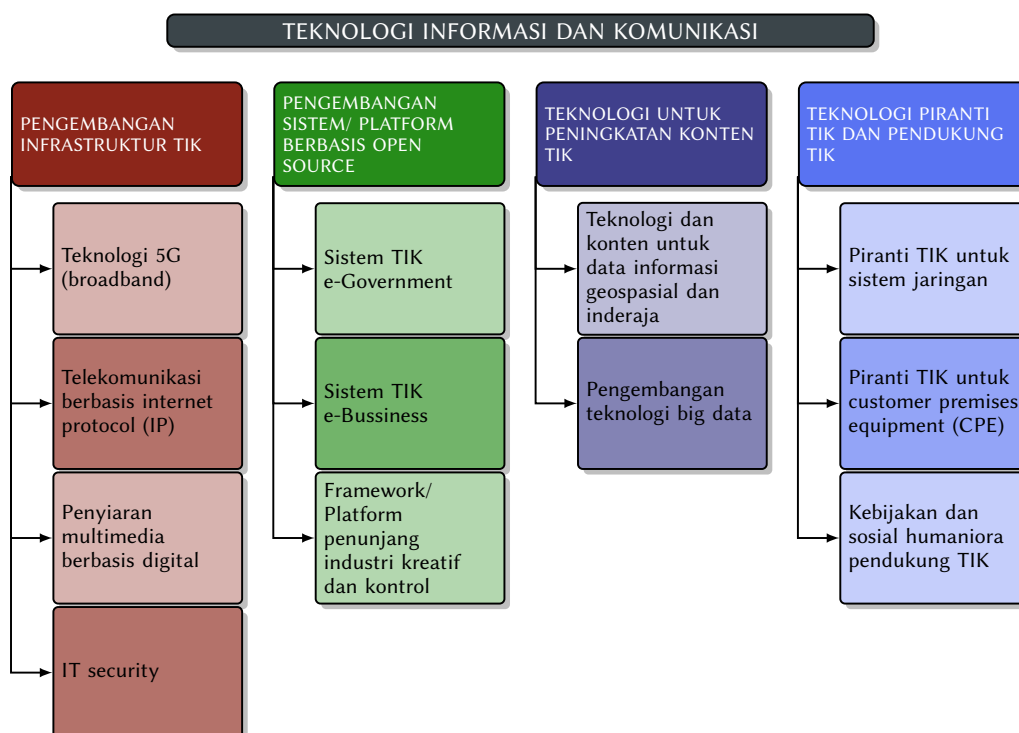 TEKNOLOGI INFORMASI DAN KOMUNIKASI
PENGEMBANGAN
INFRASTRUKTUR TIK
Teknologi 5G
(broadband)
Telekomunikasi
berbasis internet
protocol (IP)
Penyiaran
multimedia
berbasis digital
IT security
PENGEMBANGAN
SISTEM/ PLATFORM
BERBASIS OPEN
SOURCE
Sistem TIK
e-Government
Sistem TIK
e-Bussiness
Framework/
Platform
penunjang
industri kreatif
dan kontrol
TEKNOLOGI UNTUK
PENINGKATAN KONTEN
TIK
Teknologi dan
konten untuk
data informasi
geospasial dan
inderaja
Pengembangan
teknologi big data
TEKNOLOGI PIRANTI
TIK DAN PENDUKUNG
TIK
Piranti TIK untuk
sistem jaringan
Piranti TIK untuk
customer premises
equipment (CPE)
Kebijakan dan
sosial humaniora
pendukung TIK